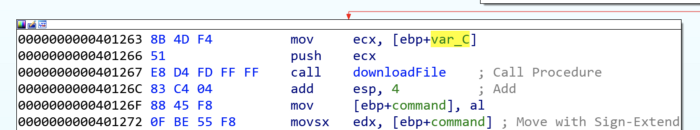 0000000000401263 8B 4D F4 mov ecx, [ebp+var_C]
0000000000401266 51 push ecx
0000000000401267 E8 D4 FD FF FF call downloadFile ; Call Procedure
000000000040126C 83 C4 04 add esp, 4 ; Add
000000000040126F 88 45 F8 mov [ebp+command], al
0000000000401272 0F BE 55 F8 movsx edx, [ebp+command] ; Move with Sign-Extend